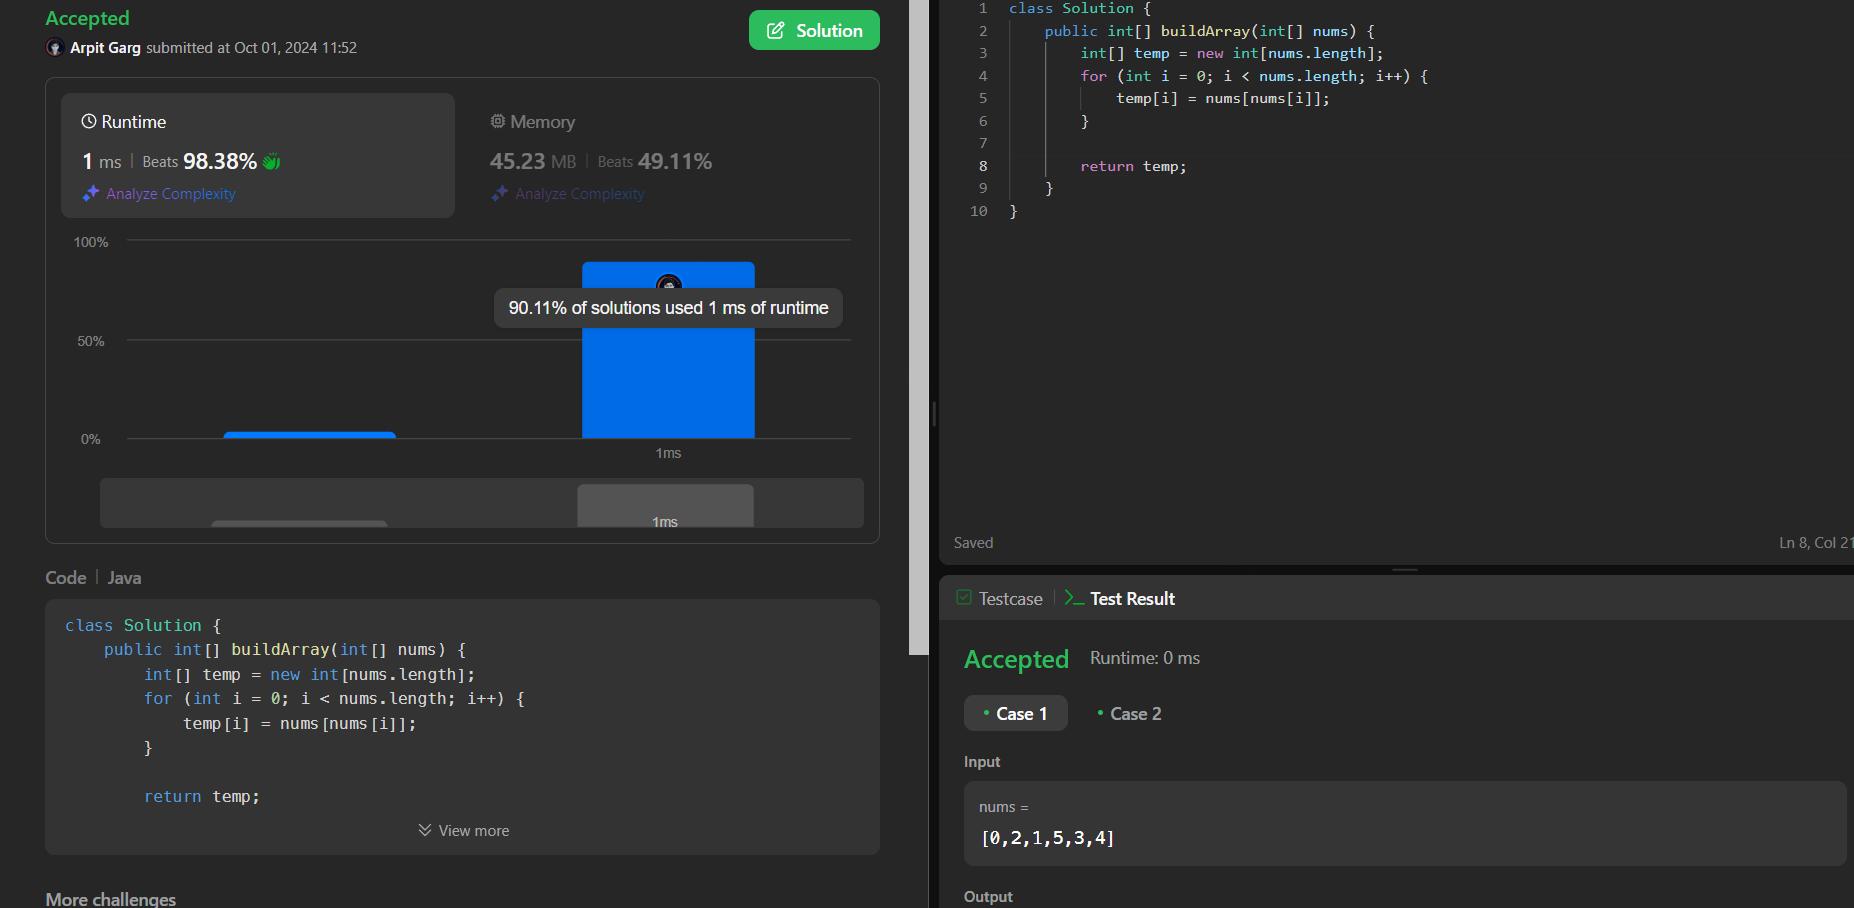 Accepted
Arpit Garg submitted at Oct 01, 2024 11:52
Solution
Runtime
1 ms | Beats 98.38%
Analyze Complexity
Memory
45.23 MB | Beats 49.11%
Analyze Complexity
100%
50%
0%
90.11% of solutions used 1 ms of runtime
1ms
1ms
Code | Java
class Solution {
    public int[] buildArray(int[] nums) {
        int[] temp = new int[nums.length];
        for (int i = 0; i < nums.length; i++) {
            temp[i] = nums[nums[i]];
        }
        return temp;
View more
More challenges
1 class Solution {
2     public int[] buildArray(int[] nums) {
3         int[] temp = new int[nums.length];
4         for (int i = 0; i < nums.length; i++) {
5             temp[i] = nums[nums[i]];
6         }
7
8         return temp;
9     }
10 }
Saved
Ln 8, Col 21
Testcase | Test Result
Accepted Runtime: 0 ms
Case 1 Case 2
Input
nums =
[0,2,1,5,3,4]
Output